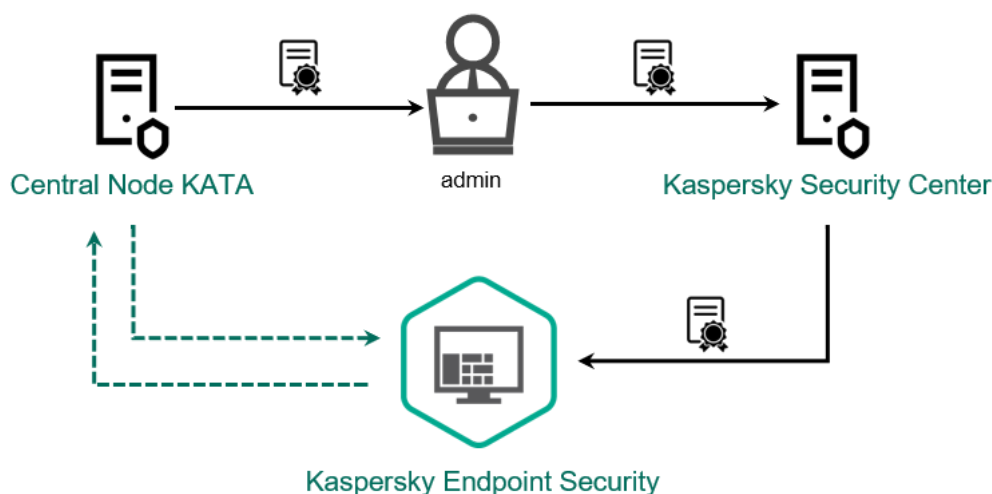 Central Node KATA
admin
Kaspersky Security Center
Kaspersky Endpoint Security